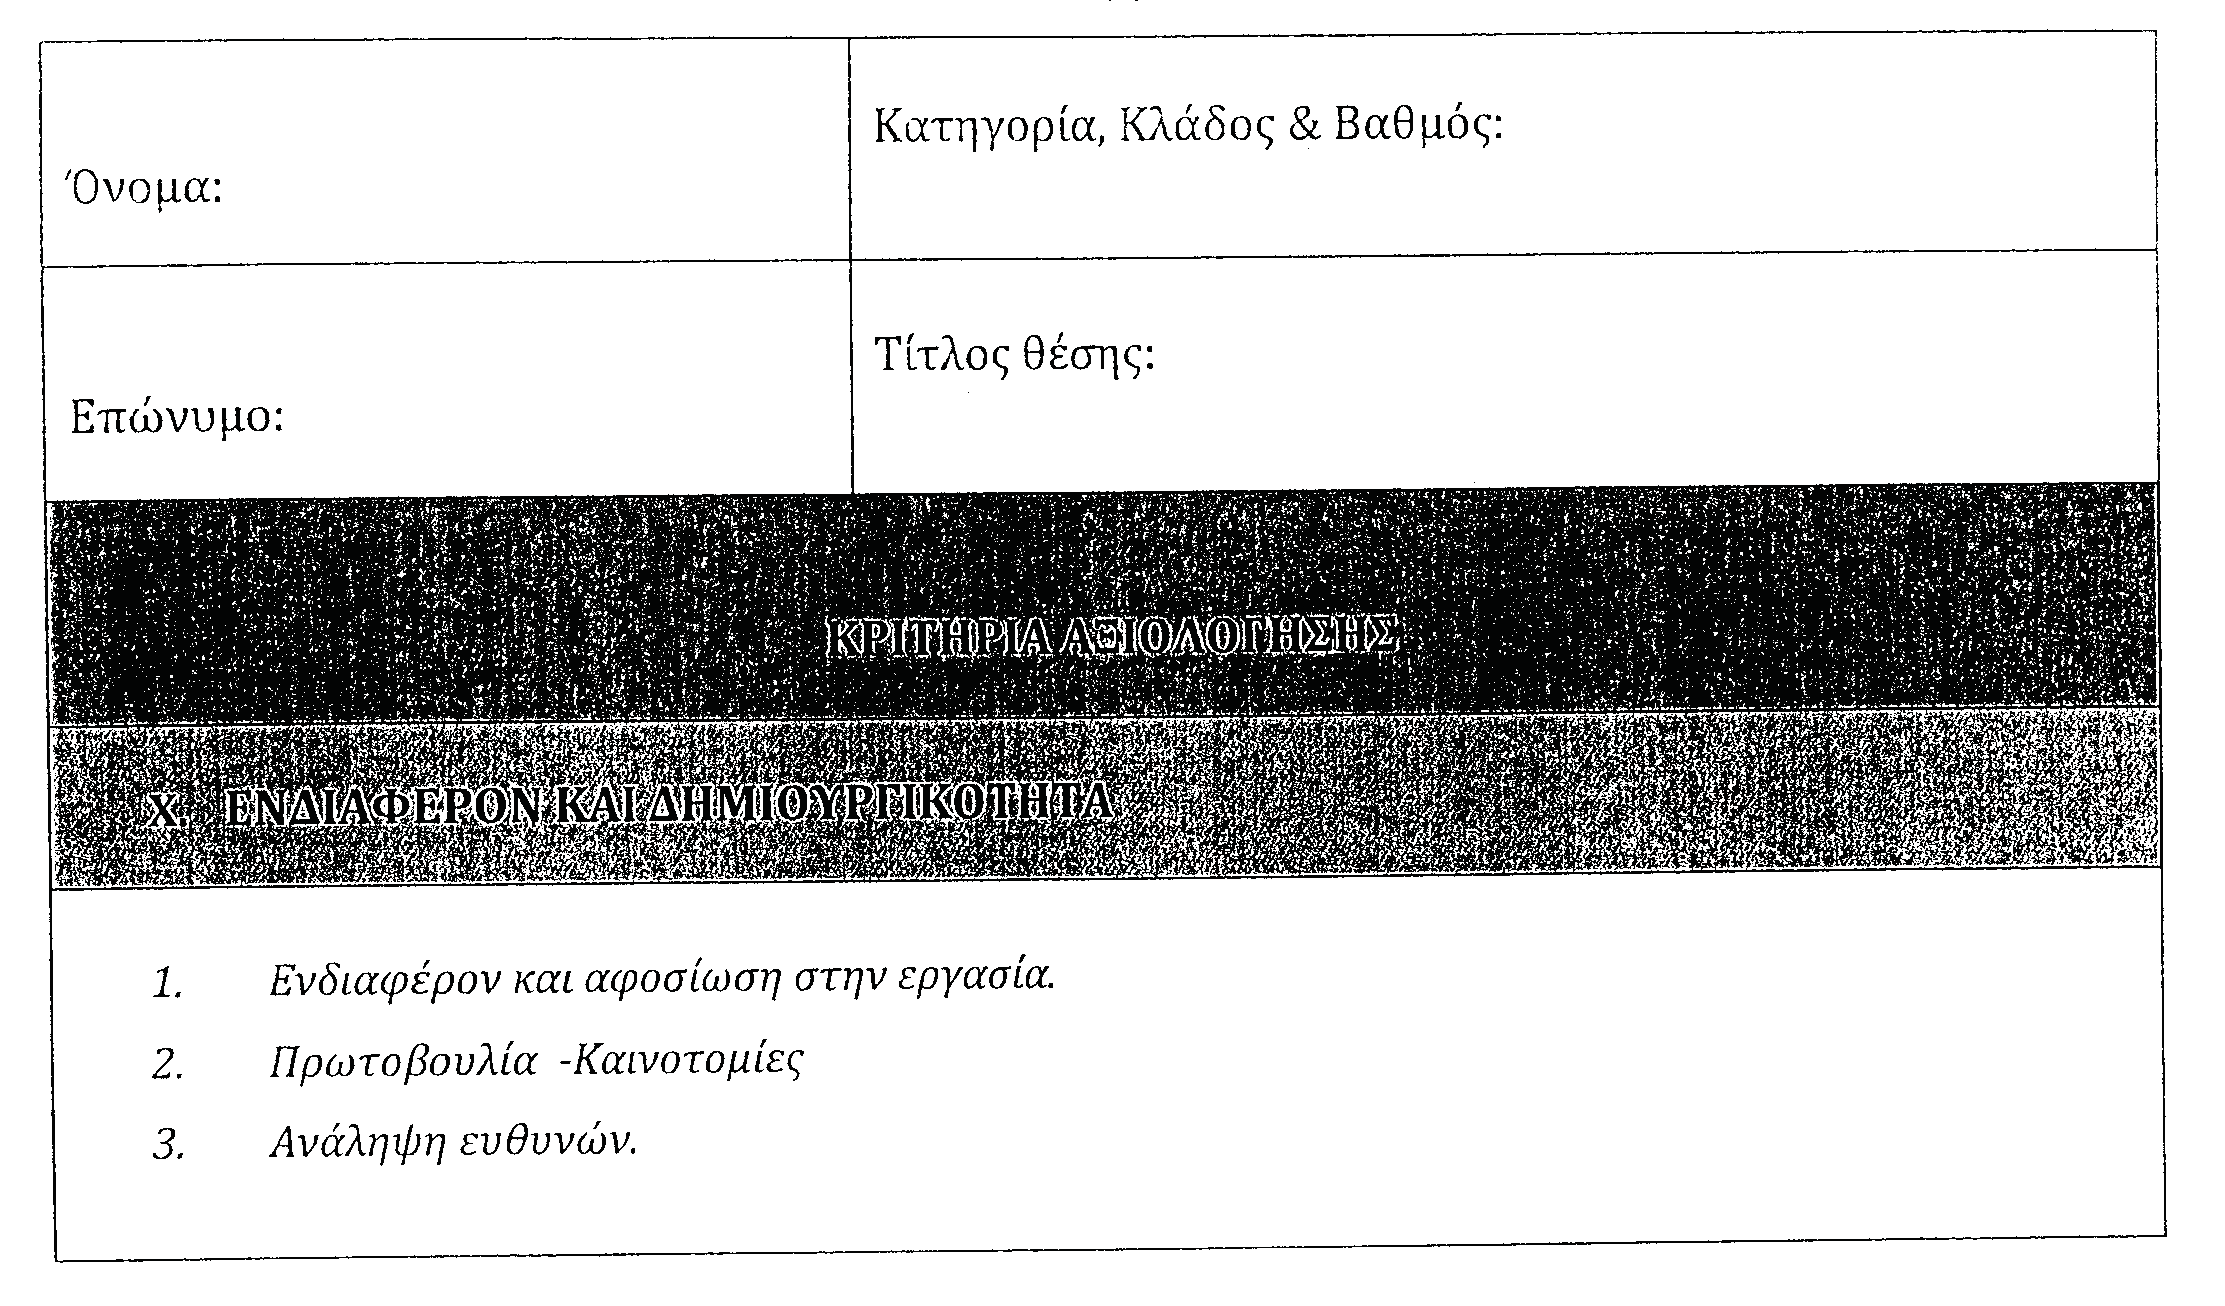 Όνομα:
Κατηγορία, Κλάδος & Βαθμός:
Επώνυμο:
Τίτλος θέσης:
ΚΡΙΤΗΡΙΑ ΑΞΙΟΛΟΓΗΣΗΣ
Χ. ΕΝΔΙΑΦΕΡΟΝ ΚΑΙ ΔΗΜΙΟΥΡΓΙΚΟΤΗΤΑ
1. Ενδιαφέρον και αφοσίωση στην εργασία.
2. Πρωτοβουλία -Καινοτομίες
3. Ανάληψη ευθυνών.